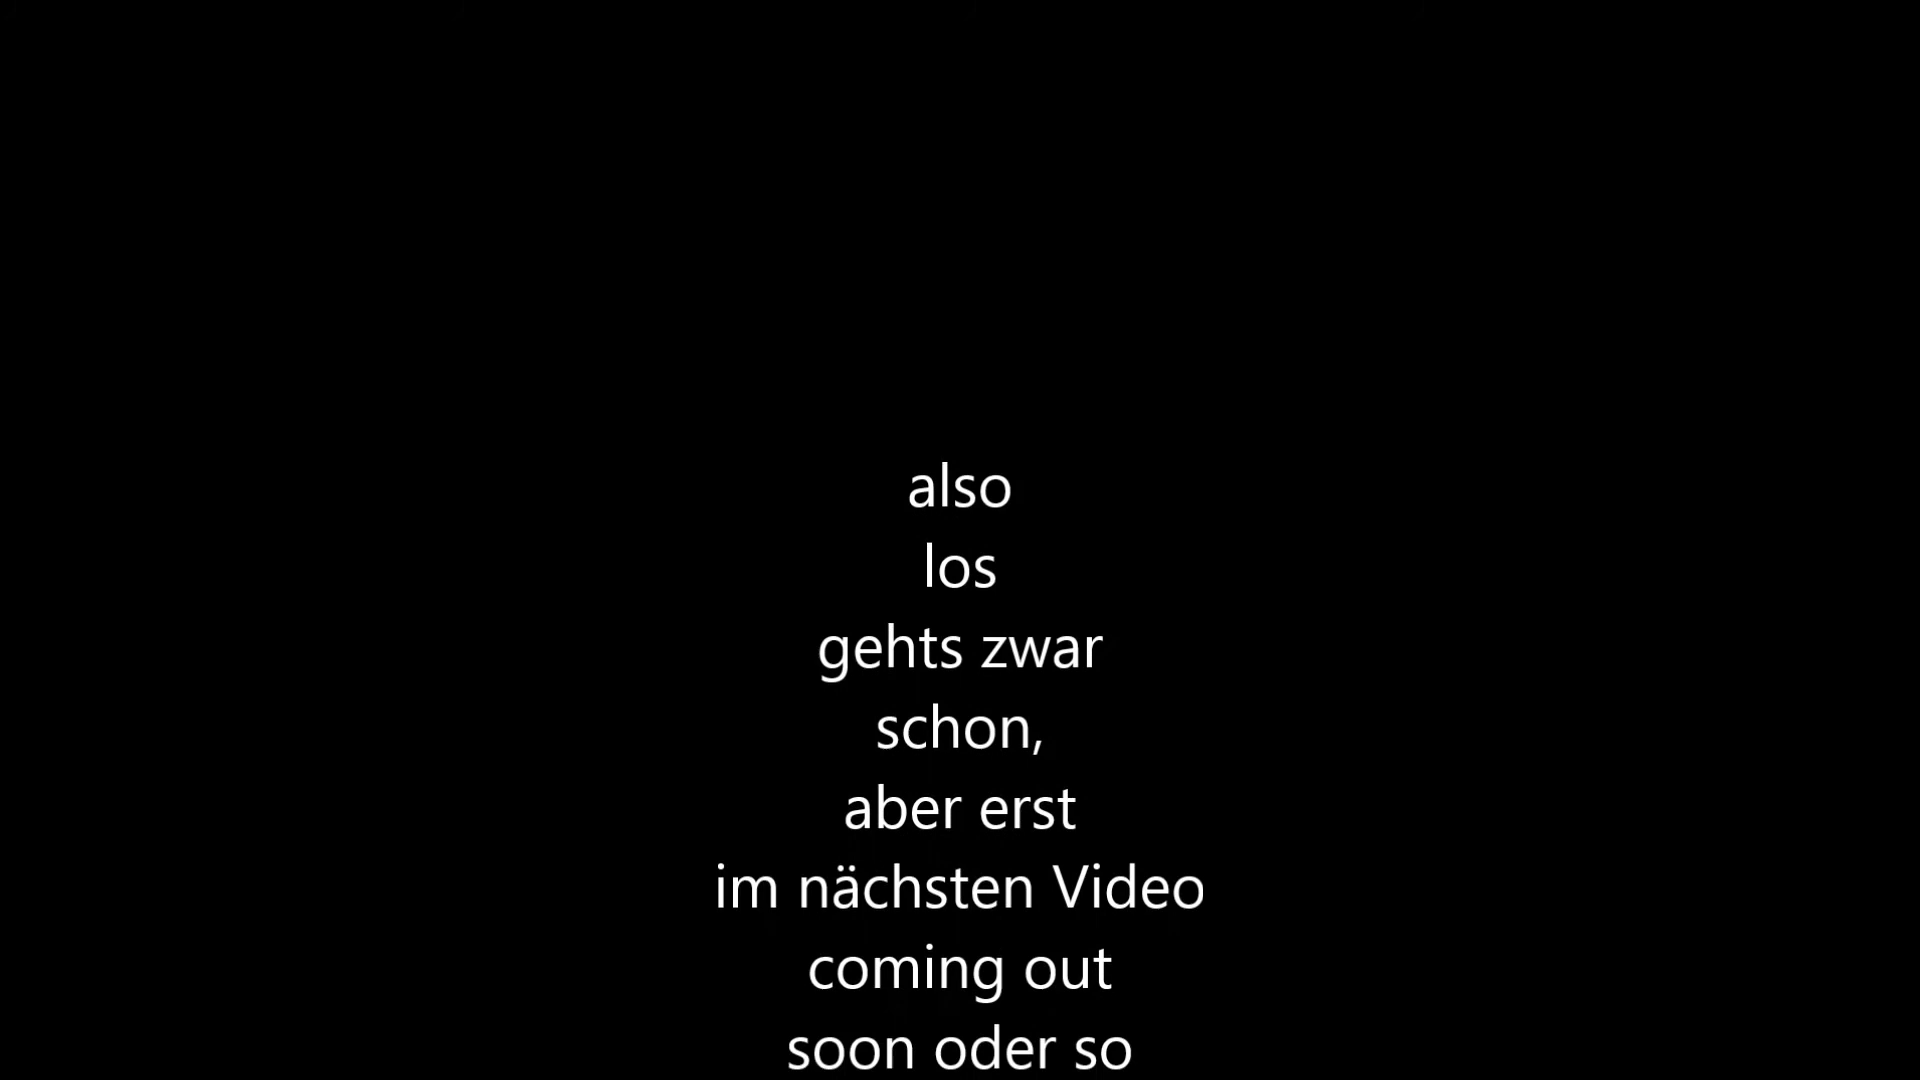 also
los
gehts zwar
schon,
aber erst
im nächsten Video
coming out
soon oder so